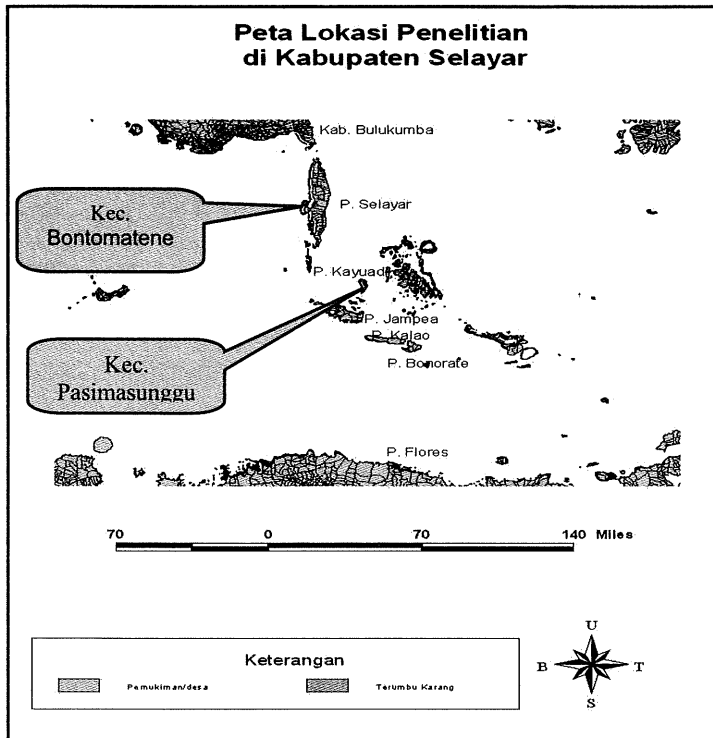 Peta Lokasi Penelitian
di Kabupaten Selayar
Kab. Bulukumba
Kec.
Bontomatene
P. Selayar
P. Kayuadi
P. Jampea
P. Kalao
Kec.
Pasimasunggu
P. Bonorate
P. Flores
70 0 70 140 Miles
Keterangan
Pemukiman/desa Terumbu Karang
U
B T
S